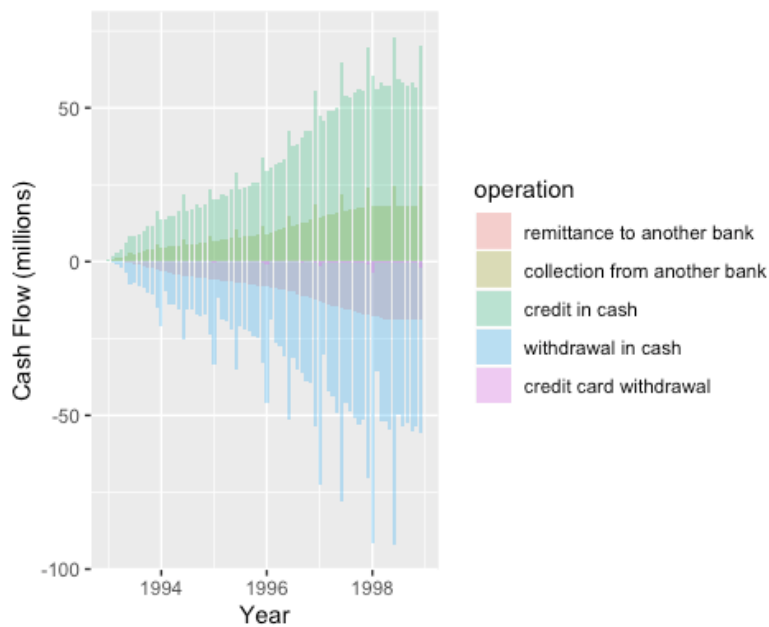 Cash Flow (millions)
50
0
-50
-100
1994 1996 1998
Year
operation
remittance to another bank
collection from another bank
credit in cash
withdrawal in cash
credit card withdrawal